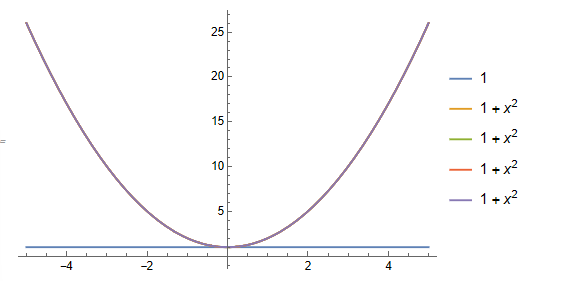 25
20
15
10
5
−4
−2
2
4
1
1 + x²
1 + x²
1 + x²
1 + x²
=